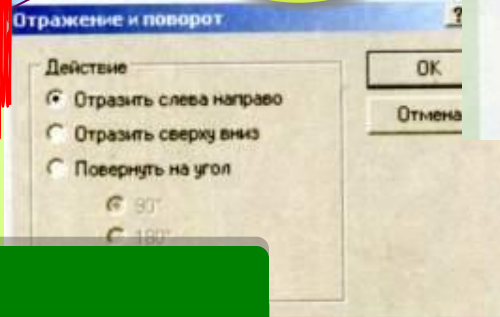 Отражение и поворот ?
Действие
Отразить слева направо
Отразить сверху вниз
Повернуть на угол
90°
180°
OK
Отмена